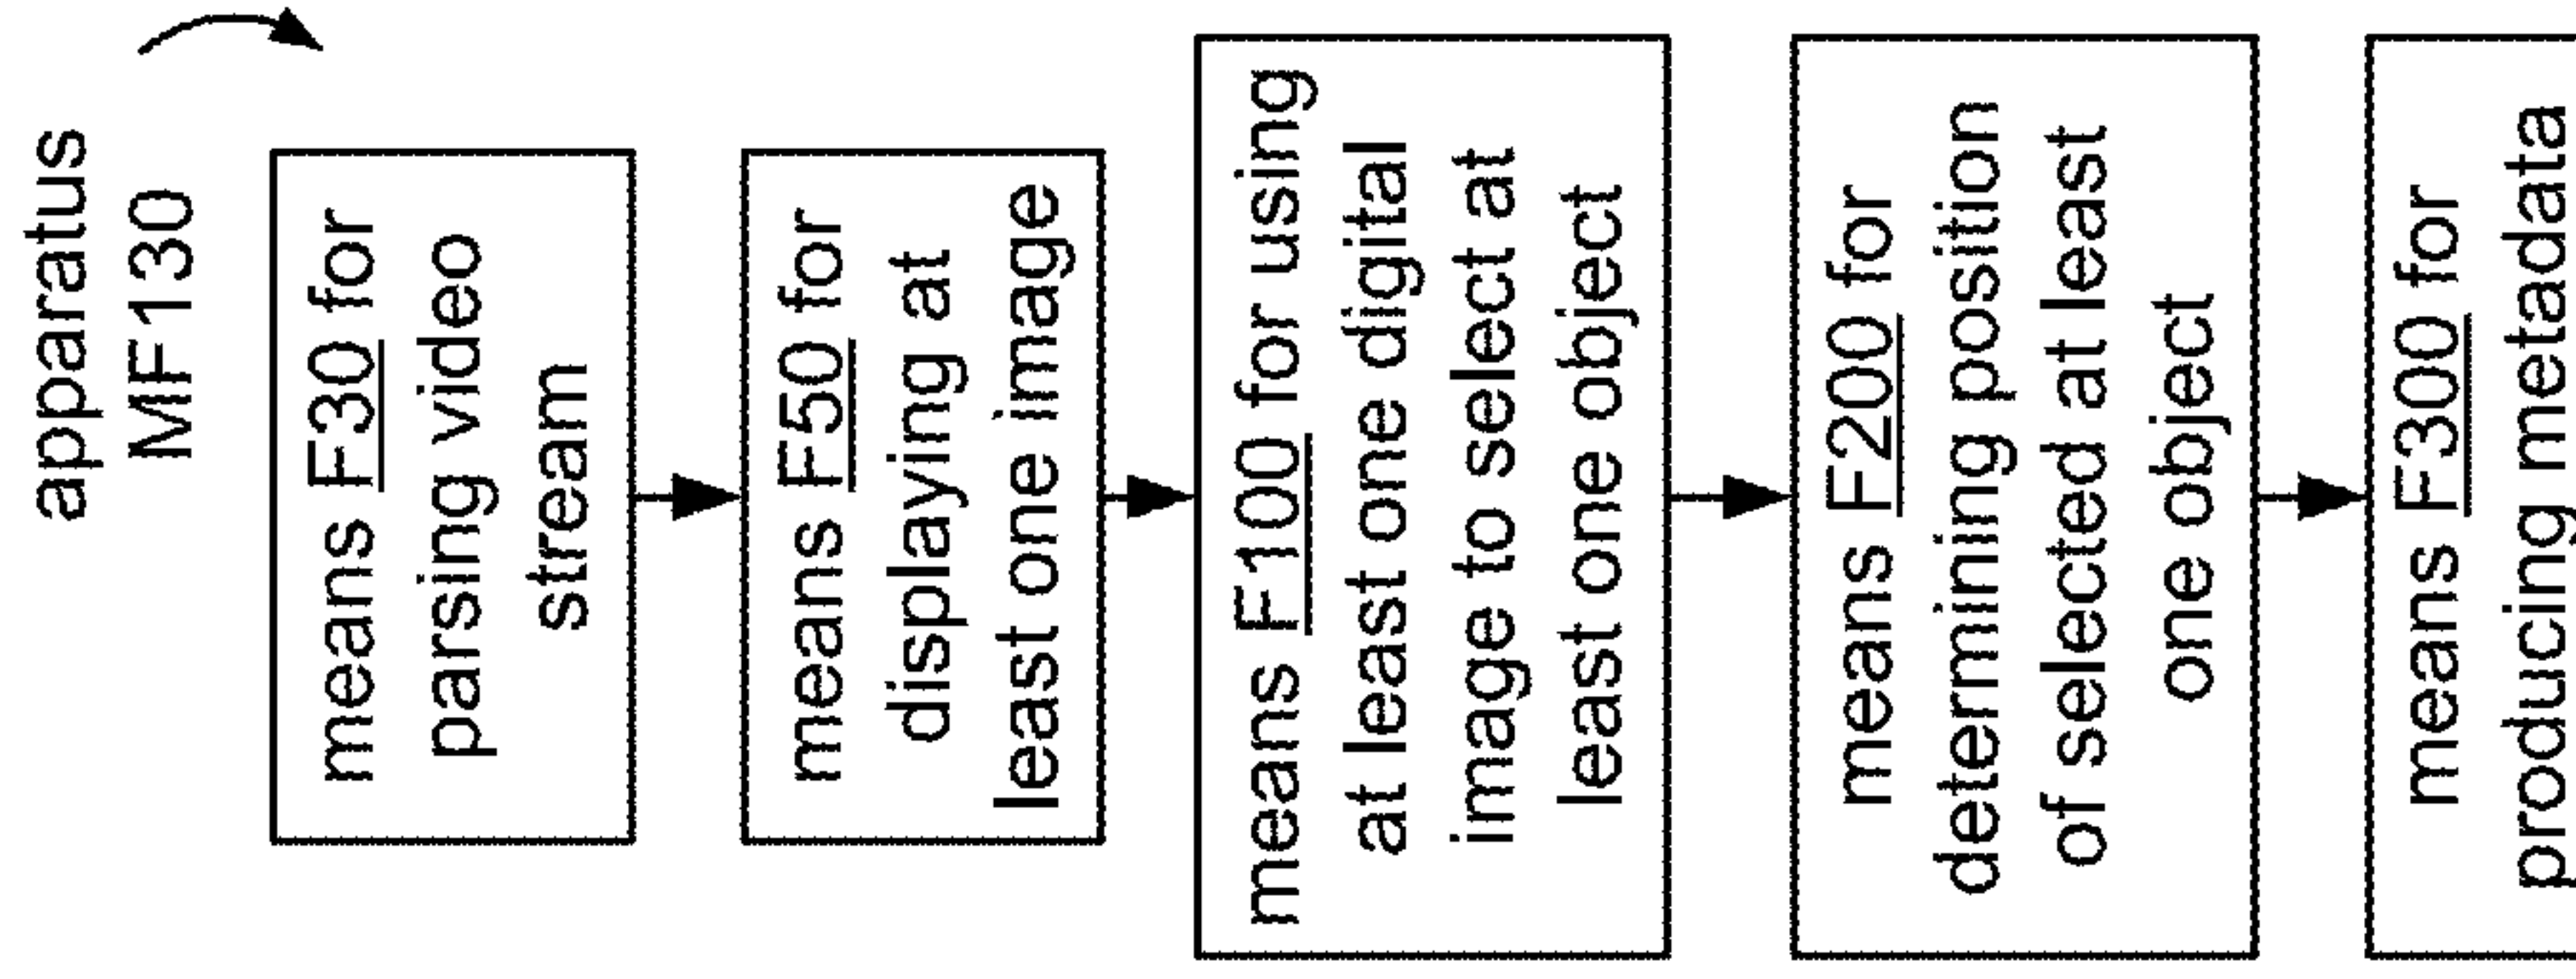 apparatus
MF130
means F30 for
parsing video
stream
means F50 for
displaying at
least one image
means F100 for using
at least one digital
image to select at
least one object
means F200 for
determining position
of selected at least
one object
means F300 for
producing metadata